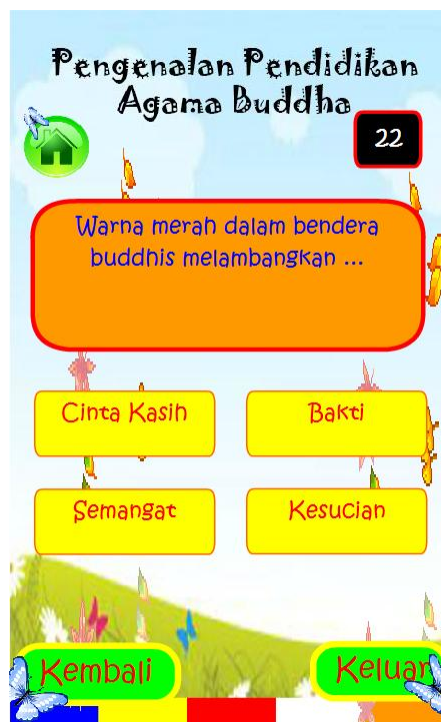 Pengenalan Pendidikan
Agama Buddha
22
Warna merah dalam bendera
buddhis melambangkan ...
Cinta Kasih
Bakti
Semangat
Kesucian
Kembali
Keluar